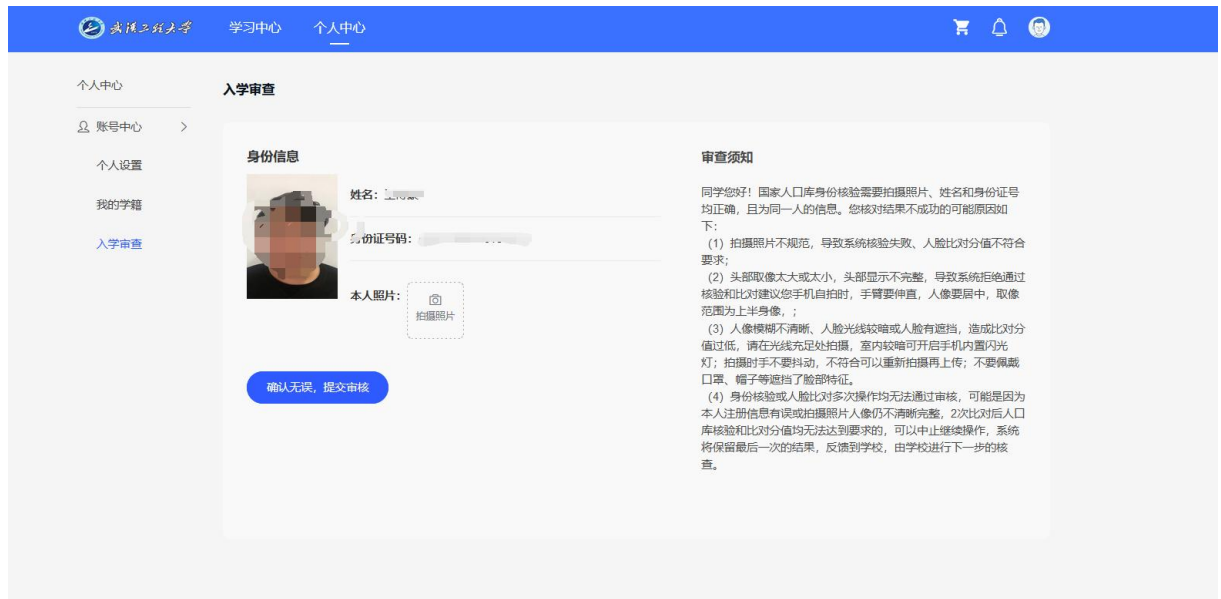 武汉工程大学
学习中心
个人中心
个人中心
账号中心
个人设置
我的学籍
入学审查
入学审查
身份信息
姓名：
身份证号码：
本人照片：
拍摄照片
确认无误，提交审核
审查须知
同学您好！国家人口库身份核验需要拍摄照片、姓名和身份证号
均正确，且为同一人的信息。您核对结果不成功的可能原因如
下：
（1）拍摄照片不规范，导致系统核验失败、人脸比对分值不符合
要求；
（2）头部取像太大或太小，头部显示不完整，导致系统拒绝通过
核验和比对建议您手机自拍时，手臂要伸直，人像要居中，取像
范围为上半身像，；
（3）人像模糊不清晰、人脸光线较暗或人脸有遮挡，造成比对分
值过低，请在光线充足处拍摄，室内较暗可开启手机内置闪光
灯；拍摄时手不要抖动，不符合可以重新拍摄再上传；不要佩戴
口罩、帽子等遮挡了脸部特征。
（4）身份核验或人脸比对多次操作均无法通过审核，可能是因为
本人注册信息有误或拍摄照片人像仍不清晰完整，2次比对后人口
库核验和比对分值均无法达到要求的，可以中止继续操作，系统
将保留最后一次的结果，反馈到学校，由学校进行下一步的核
查。